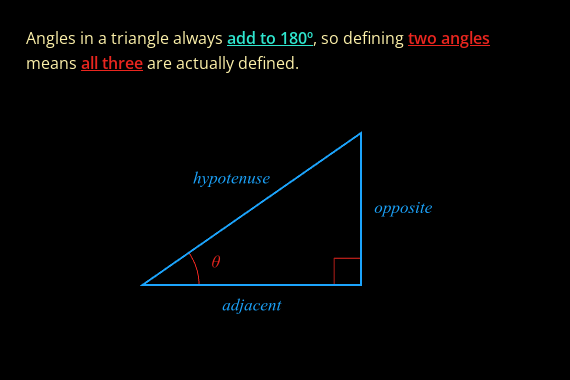 Angles in a triangle always add to 180º, so defining two angles
means all three are actually defined.
hypotenuse
opposite
θ
adjacent